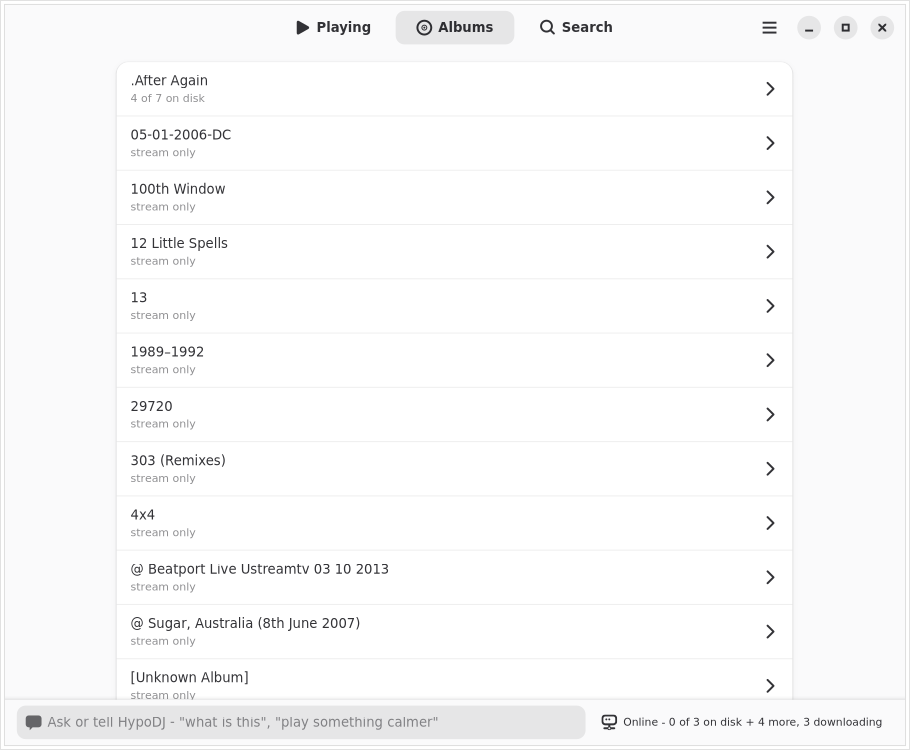 Playing
Albums
Search
.After Again
4 of 7 on disk
05-01-2006-DC
stream only
100th Window
stream only
12 Little Spells
stream only
13
stream only
1989–1992
stream only
29720
stream only
303 (Remixes)
stream only
4x4
stream only
@ Beatport Live Ustreamtv 03 10 2013
stream only
@ Sugar, Australia (8th June 2007)
stream only
[Unknown Album]
stream only
Ask or tell HypoDJ - "what is this", "play something calmer"
Online - 0 of 3 on disk + 4 more, 3 downloading